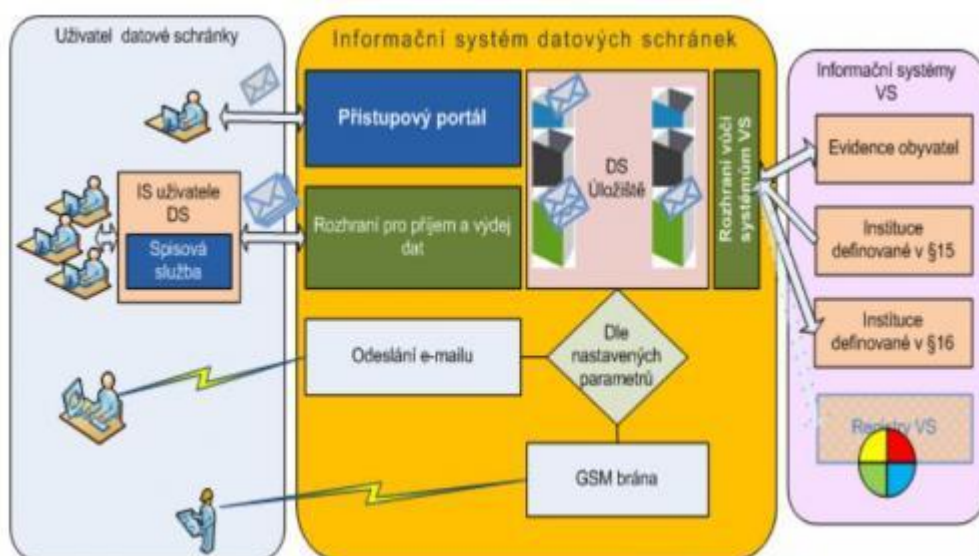 Uživatel datové schránky
IS uživatele
DS
Spisová
služba
Informační systém datových schránek
Přístupový portál
Rozhraní pro příjem a výdej
dat
DS
Úložiště
Rozhraní vůči
systémům VS
Odeslání e-mailu
Dle
nastavených
parametrů
GSM brána
Informační systémy
VS
Evidence obyvatel
Instituce
definované v §15
Instituce
definované v §16
Registry VS